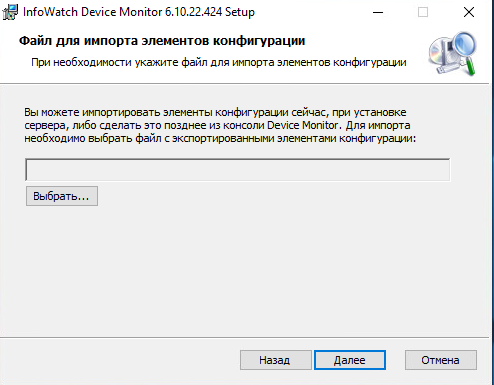 InfoWatch Device Monitor 6.10.22.424 Setup
Файл для импорта элементов конфигурации
При необходимости укажите файл для импорта элементов конфигурации
Вы можете импортировать элементы конфигурации сейчас, при установке
сервера, либо сделать это позднее из консоли Device Monitor. Для импорта
необходимо выбрать файл с экспортированными элементами конфигурации:
Выбрать...
Назад Далее Отмена